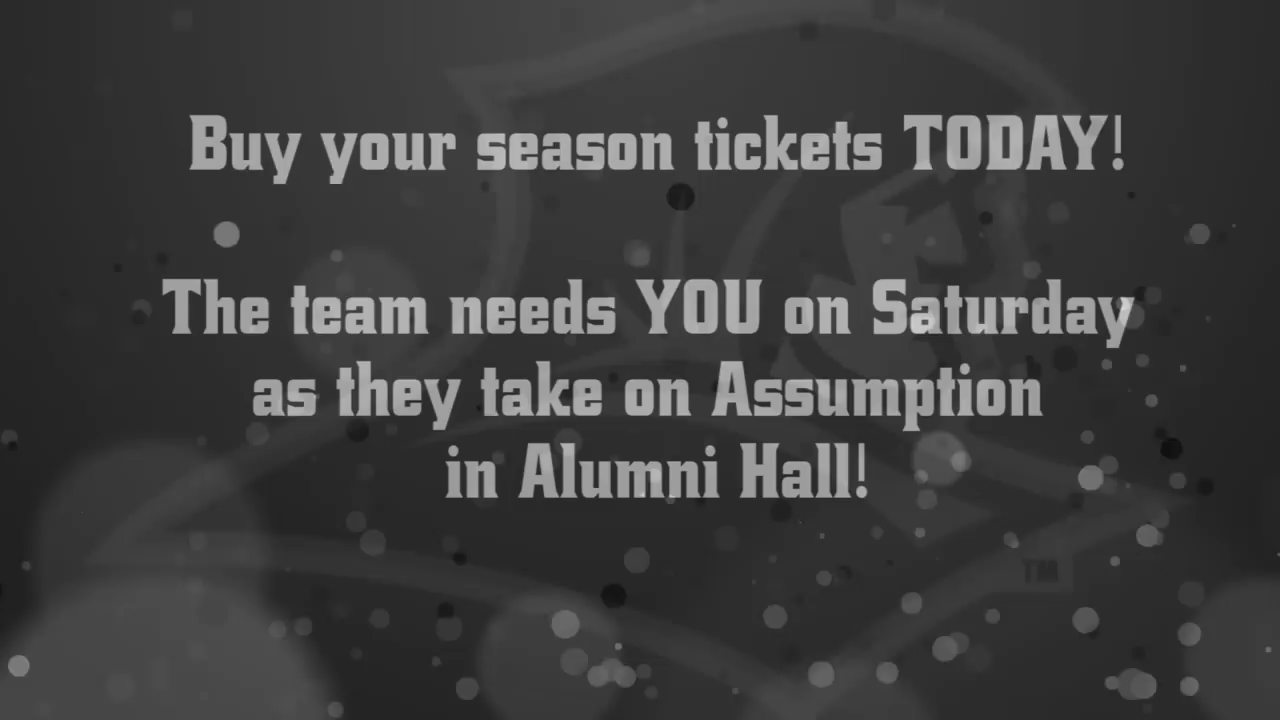 Buy your season tickets TODAY!
The team needs YOU on Saturday
as they take on Assumption
in Alumni Hall!
TM